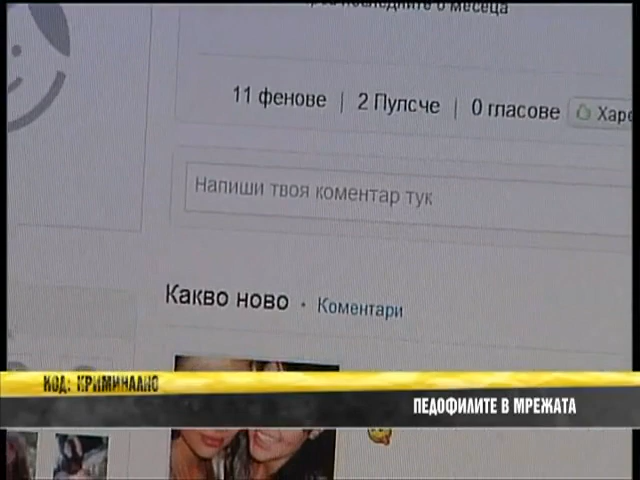 последните 6 месеца
11 фенове | 2 Пулсче | 0 гласове
Напиши твоя коментар тук
Какво ново · Коментари
КОД: КРИМИНАЛНО
ПЕДОФИЛИТЕ В МРЕЖАТА